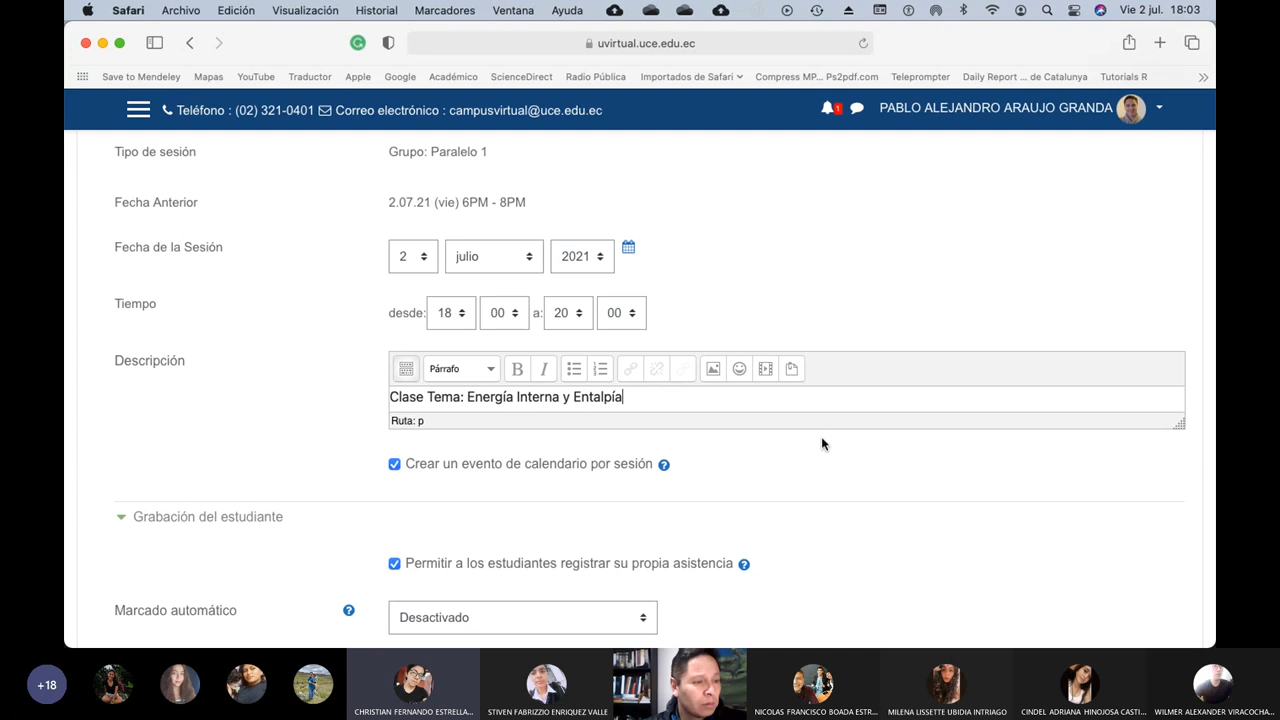 Safari Archivo Edición Visualización Historial Marcadores Ventana Ayuda Vie 2 jul. 18:03
uvirtual.uce.edu.ec
Save to Mendeley Mapas YouTube Traductor Apple Google Académico ScienceDirect Radio Pública Importados de Safari Compress MP... Ps2pdf.com Teleprompter Daily Report ... de Catalunya Tutorials R
Teléfono : (02) 321-0401 Correo electrónico : campusvirtual@uce.edu.ec 1 PABLO ALEJANDRO ARAUJO GRANDA
Tipo de sesión Grupo: Paralelo 1
Fecha Anterior 2.07.21 (vie) 6PM - 8PM
Fecha de la Sesión 2 julio 2021
Tiempo desde: 18 00 a: 20 00
Descripción Párrafo B I
Clase Tema: Energía Interna y Entalpía
Ruta: p
Crear un evento de calendario por sesión ?
Grabación del estudiante
Permitir a los estudiantes registrar su propia asistencia ?
Marcado automático ? Desactivado
+18 CHRISTIAN FERNANDO ESTRELLA... STIVEN FABRIZZIO ENRIQUEZ VALLE NICOLAS FRANCISCO BOADA ESTR... MILENA LISSETTE UBIDIA INTRIAGO CINDEL ADRIANA HINOJOSA CASTI... WILMER ALEXANDER VIRACOCHA...